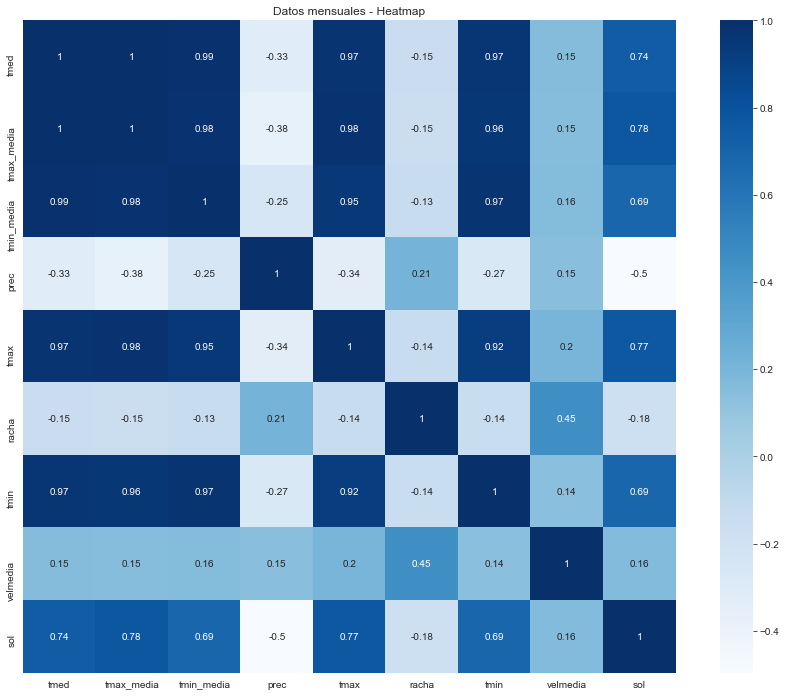 Datos mensuales - Heatmap
tmed 1 1 0.99 -0.33 0.97 -0.15 0.97 0.15 0.74
tmax_media 1 1 0.98 -0.38 0.98 -0.15 0.96 0.15 0.78
tmin_media 0.99 0.98 1 -0.25 0.95 -0.13 0.97 0.16 0.69
prec -0.33 -0.38 -0.25 1 -0.34 0.21 -0.27 0.15 -0.5
tmax 0.97 0.98 0.95 -0.34 1 -0.14 0.92 0.2 0.77
racha -0.15 -0.15 -0.13 0.21 -0.14 1 -0.14 0.45 -0.18
tmin 0.97 0.96 0.97 -0.27 0.92 -0.14 1 0.14 0.69
velmedia 0.15 0.15 0.16 0.15 0.2 0.45 0.14 1 0.16
sol 0.74 0.78 0.69 -0.5 0.77 -0.18 0.69 0.16 1
tmed tmax_media tmin_media prec tmax racha tmin velmedia sol
1.0
0.8
0.6
0.4
0.2
0.0
−0.2
−0.4